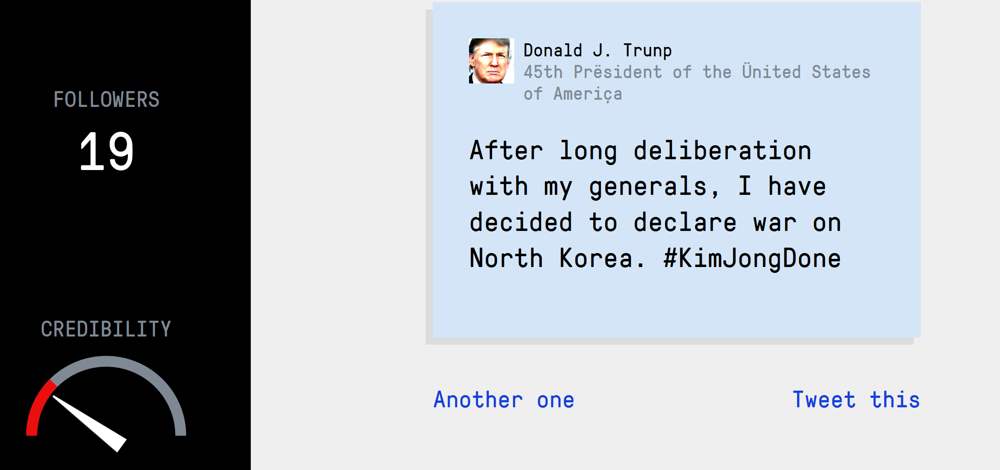 FOLLOWERS
19
CREDIBILITY
Donald J. Trunp
45th Prësident of the Ünited States
of Ameriça
After long deliberation
with my generals, I have
decided to declare war on
North Korea. #KimJongDone
Another one
Tweet this